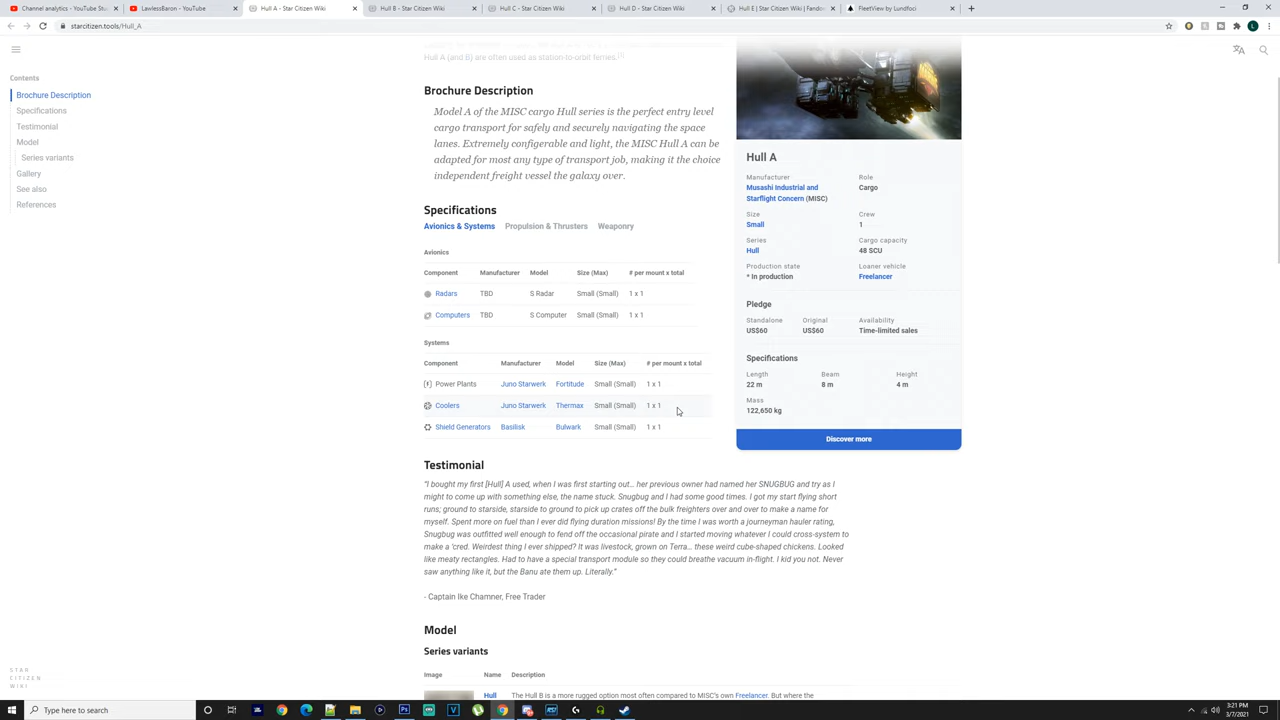 Channel analytics - YouTube Stu
LawlessBaron - YouTube
Hull A - Star Citizen Wiki
Hull B - Star Citizen Wiki
Hull C - Star Citizen Wiki
Hull D - Star Citizen Wiki
Hull E | Star Citizen Wiki | Fandom
FleetView by Lundfoci
starcitizen.tools/Hull_A
L
Hull A (and B) are often used as station-to-orbit ferries.[1]
Contents
Brochure Description
Specifications
Testimonial
Model
Series variants
Gallery
See also
References
Brochure Description
Model A of the MISC cargo Hull series is the perfect entry level
cargo transport for safely and securely navigating the space
lanes. Extremely configerable and light, the MISC Hull A can be
adapted for most any type of transport job, making it the choice
independent freight vessel the galaxy over.
Specifications
Avionics & Systems Propulsion & Thrusters Weaponry
Avionics
Component Manufacturer Model Size (Max) # per mount x total
Radars TBD S Radar Small (Small) 1 x 1
Computers TBD S Computer Small (Small) 1 x 1
Systems
Component Manufacturer Model Size (Max) # per mount x total
Power Plants Juno Starwerk Fortitude Small (Small) 1 x 1
Coolers Juno Starwerk Thermax Small (Small) 1 x 1
Shield Generators Basilisk Bulwark Small (Small) 1 x 1
Hull A
Manufacturer Role
Musashi Industrial and Cargo
Starflight Concern (MISC)
Size Crew
Small 1
Series Cargo capacity
Hull 48 SCU
Production state Loaner vehicle
* In production Freelancer
Pledge
Standalone Original Availability
US$60 US$60 Time-limited sales
Specifications
Length Beam Height
22 m 8 m 4 m
Mass
122,650 kg
Discover more
Testimonial
"I bought my first [Hull] A used, when I was first starting out… her previous owner had named her SNUGBUG and try as I
might to come up with something else, the name stuck. Snugbug and I had some good times. I got my start flying short
runs; ground to starside, starside to ground to pick up crates off the bulk freighters over and over to make a name for
myself. Spent more on fuel than I ever did flying duration missions! By the time I was worth a journeyman hauler rating,
Snugbug was outfitted well enough to fend off the occasional pirate and I started moving whatever I could cross-system to
make a 'cred. Weirdest thing I ever shipped? It was livestock, grown on Terra… these weird cube-shaped chickens. Looked
like meaty rectangles. Had to have a special transport module so they could breathe vacuum in-flight. I kid you not. Never
saw anything like it, but the Banu ate them up. Literally."
- Captain Ike Chamner, Free Trader
Model
Series variants
Image Name Description
Hull The Hull B is a more rugged option most often compared to MISC's own Freelancer. But where the
STAR
CITIZEN
WIKI
Type here to search
3:21 PM
3/7/2021